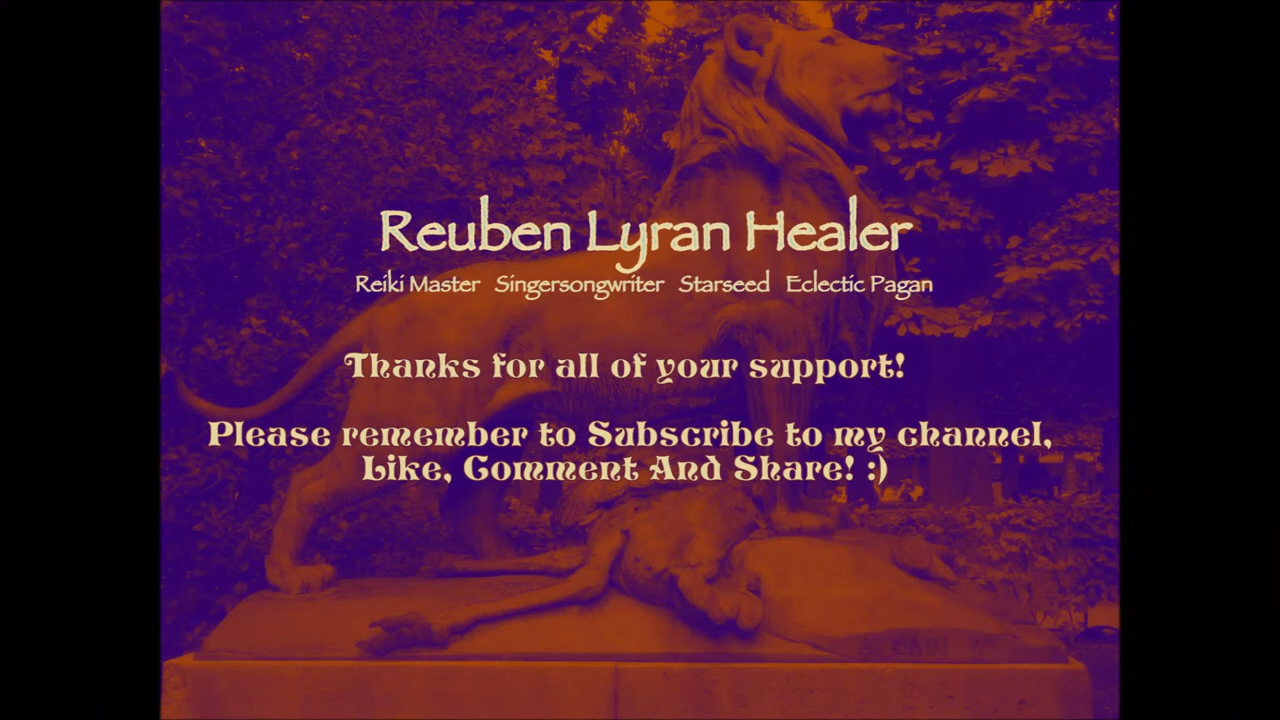 Reuben Lyran Healer
Reiki Master Singersongwriter Starseed Eclectic Pagan
Thanks for all of your support!
Please remember to Subscribe to my channel,
Like, Comment And Share! :)